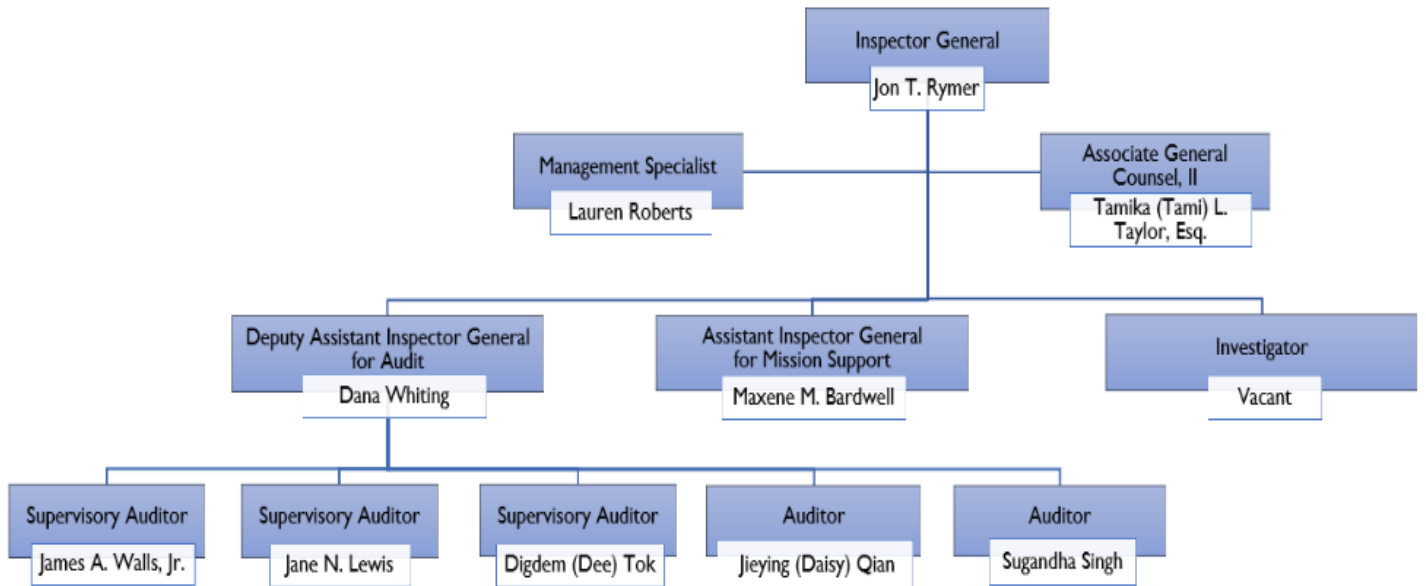 Inspector General
Jon T. Rymer
Management Specialist
Lauren Roberts
Associate General
Counsel, II
Tamika (Tami) L.
Taylor, Esq.
Deputy Assistant Inspector General
for Audit
Dana Whiting
Assistant Inspector General
for Mission Support
Maxene M. Bardwell
Investigator
Vacant
Supervisory Auditor
James A. Walls, Jr.
Supervisory Auditor
Jane N. Lewis
Supervisory Auditor
Digdem (Dee) Tok
Auditor
Jieying (Daisy) Qian
Auditor
Sugandha Singh